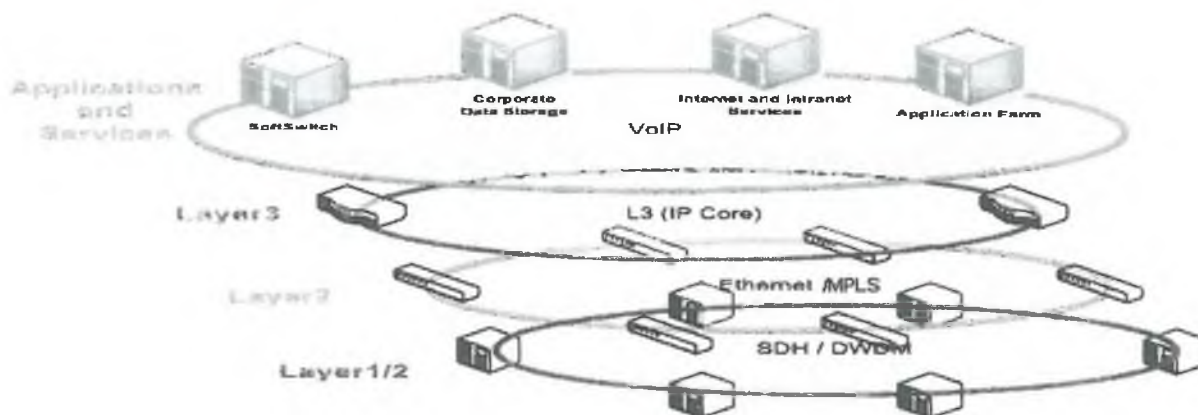 Applications
and
Services
SoftSwitch
Corporate
Data Storage
VoIP
Internet and Intranet
Services
Application Farm
Layer3
L3 (IP Core)
Layer2
Ethernet /MPLS
SDH / DWDM
Layer1/2